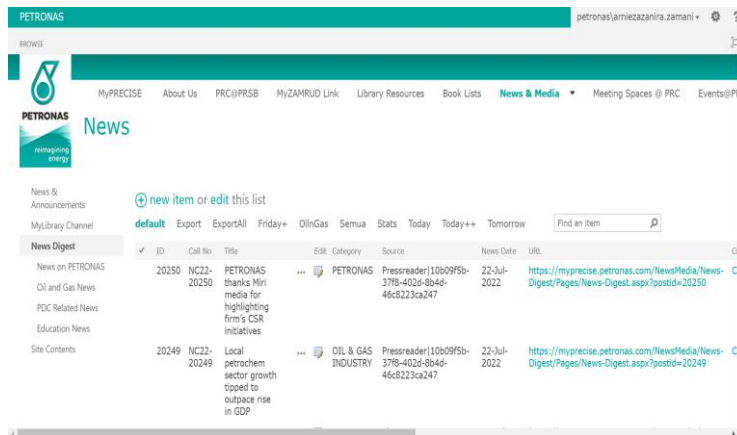 PETRONAS petronas\arniezazanira.zamani
BROWSE
PETRONAS
reimagining
energy
MyPRECISE About Us PRC@PRSB MyZAMRUD Link Library Resources Book Lists News & Media Meeting Spaces @ PRC Events@P
News
News &
Announcements
MyLibrary Channel
News Digest
News on PETRONAS
Oil and Gas News
PDC Related News
Education News
Site Contents
new item or edit this list
default Export ExportAll Friday+ OilnGas Semua Stats Today Today++ Tomorrow Find an item
ID Call No Title Edit Category Source News Date URL
20250 NC22- PETRONAS ... PETRONAS Pressreader|10b09f5b- 22-Jul- https://myprecise.petronas.com/NewsMedia/News- C
20250 thanks Miri 37f8-402d-8b4d- 2022 Digest/Pages/News-Digest.aspx?postid=20250
media for 46c8223ca247
highlighting
firm's CSR
initiatives
20249 NC22- Local ... OIL & GAS Pressreader|10b09f5b- 22-Jul- https://myprecise.petronas.com/NewsMedia/News- C
20249 petrochem INDUSTRY 37f8-402d-8b4d- 2022 Digest/Pages/News-Digest.aspx?postid=20249
sector growth 46c8223ca247
tipped to
outpace rise
in GDP